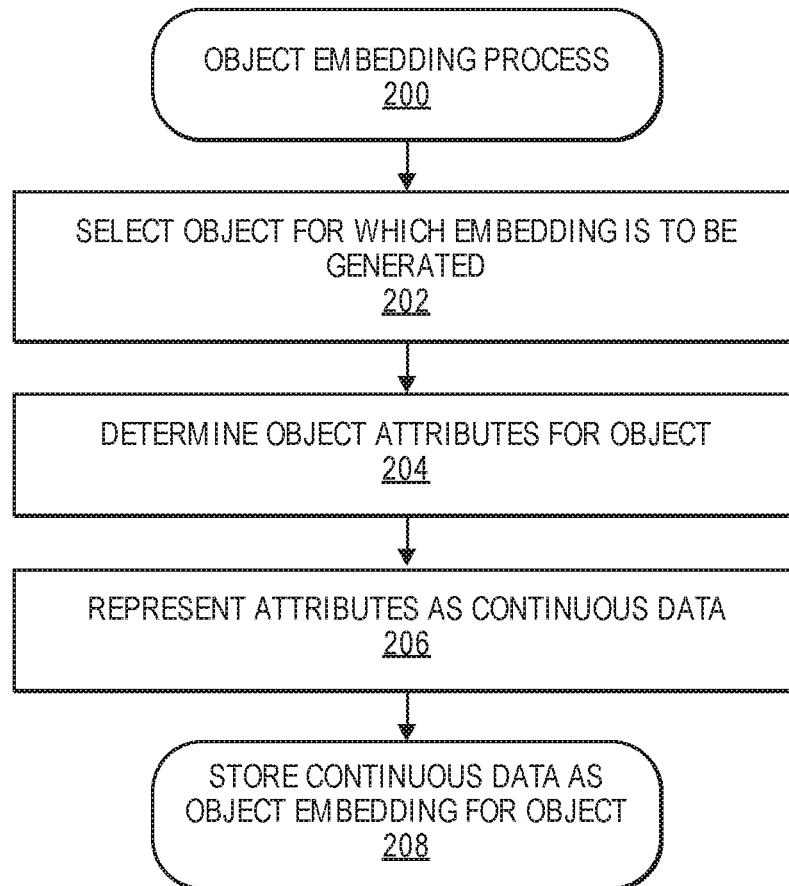 OBJECT EMBEDDING PROCESS
200
SELECT OBJECT FOR WHICH EMBEDDING IS TO BE
GENERATED
202
DETERMINE OBJECT ATTRIBUTES FOR OBJECT
204
REPRESENT ATTRIBUTES AS CONTINUOUS DATA
206
STORE CONTINUOUS DATA AS
OBJECT EMBEDDING FOR OBJECT
208